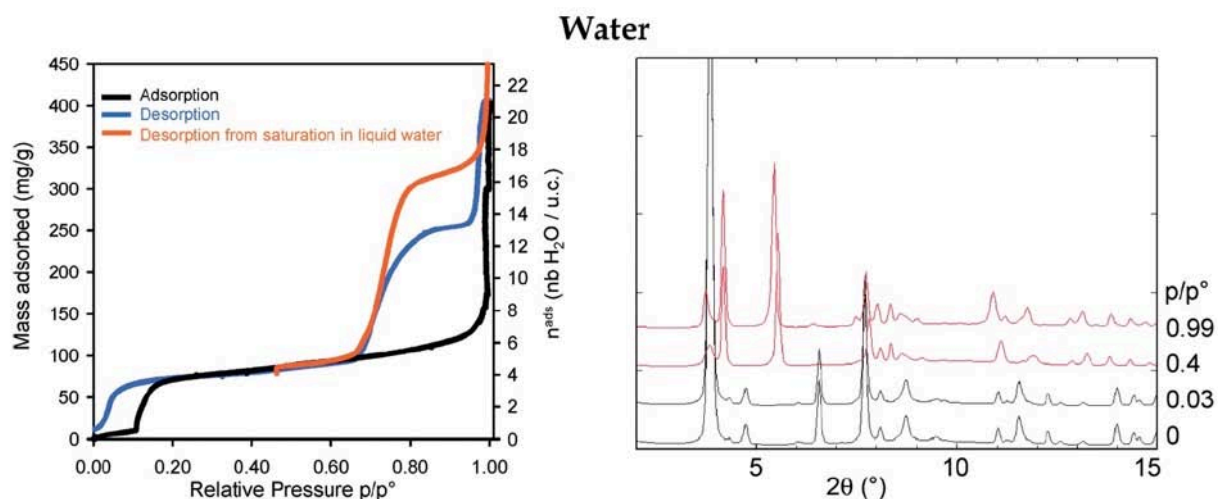 Water
Mass adsorbed (mg/g)
450
400
350
300
250
200
150
100
50
0
Adsorption
Desorption
Desorption from saturation in liquid water
22
20
18
16
14
12
10
8
6
4
2
0
n^ads (nb H₂O / u.c.)
0.00 0.20 0.40 0.60 0.80 1.00
Relative Pressure p/p°
p/p°
0.99
0.4
0.03
0
5 10 15
2θ (°)